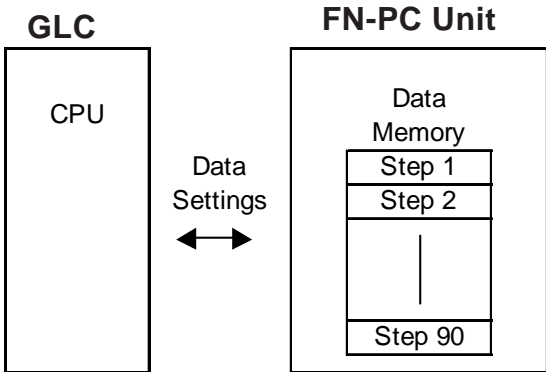 GLC
FN-PC Unit
CPU
Data
Settings
Data
Memory
Step 1
Step 2
Step 90